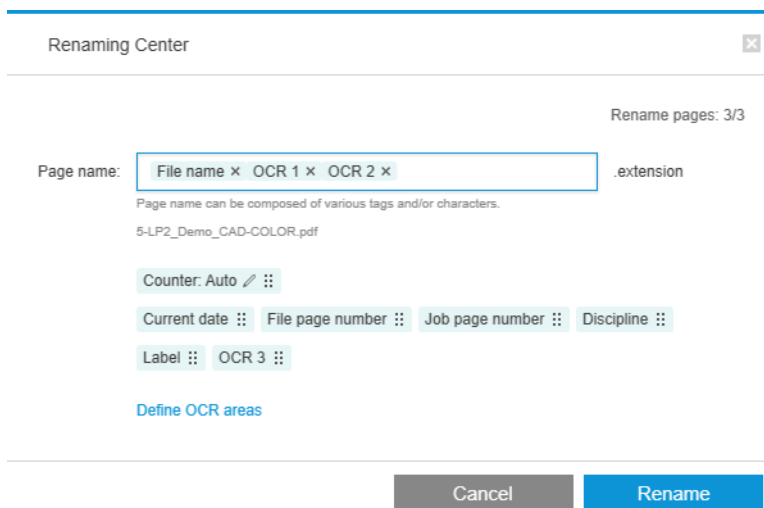 Renaming Center
Rename pages: 3/3
Page name: File name × OCR 1 × OCR 2 × .extension
Page name can be composed of various tags and/or characters.
5-LP2_Demo_CAD-COLOR.pdf
Counter: Auto
Current date File page number Job page number Discipline
Label OCR 3
Define OCR areas
Cancel Rename